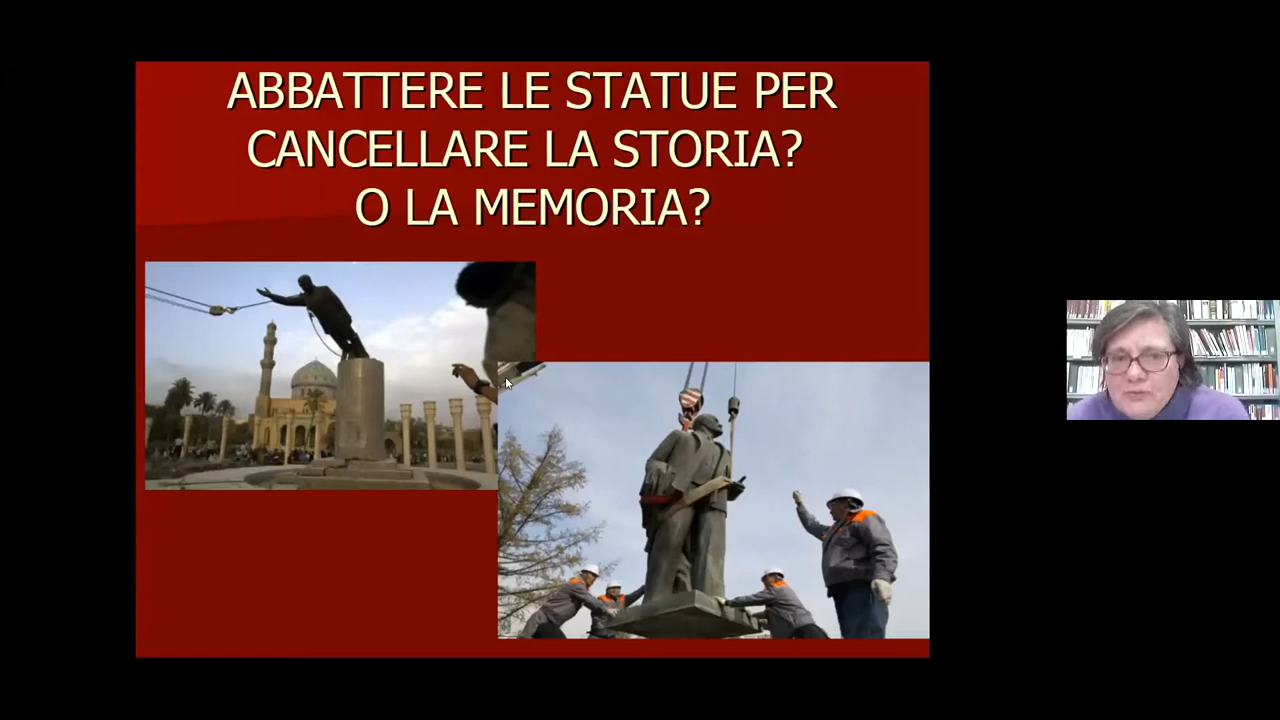 ABBATTERE LE STATUE PER
CANCELLARE LA STORIA?
O LA MEMORIA?